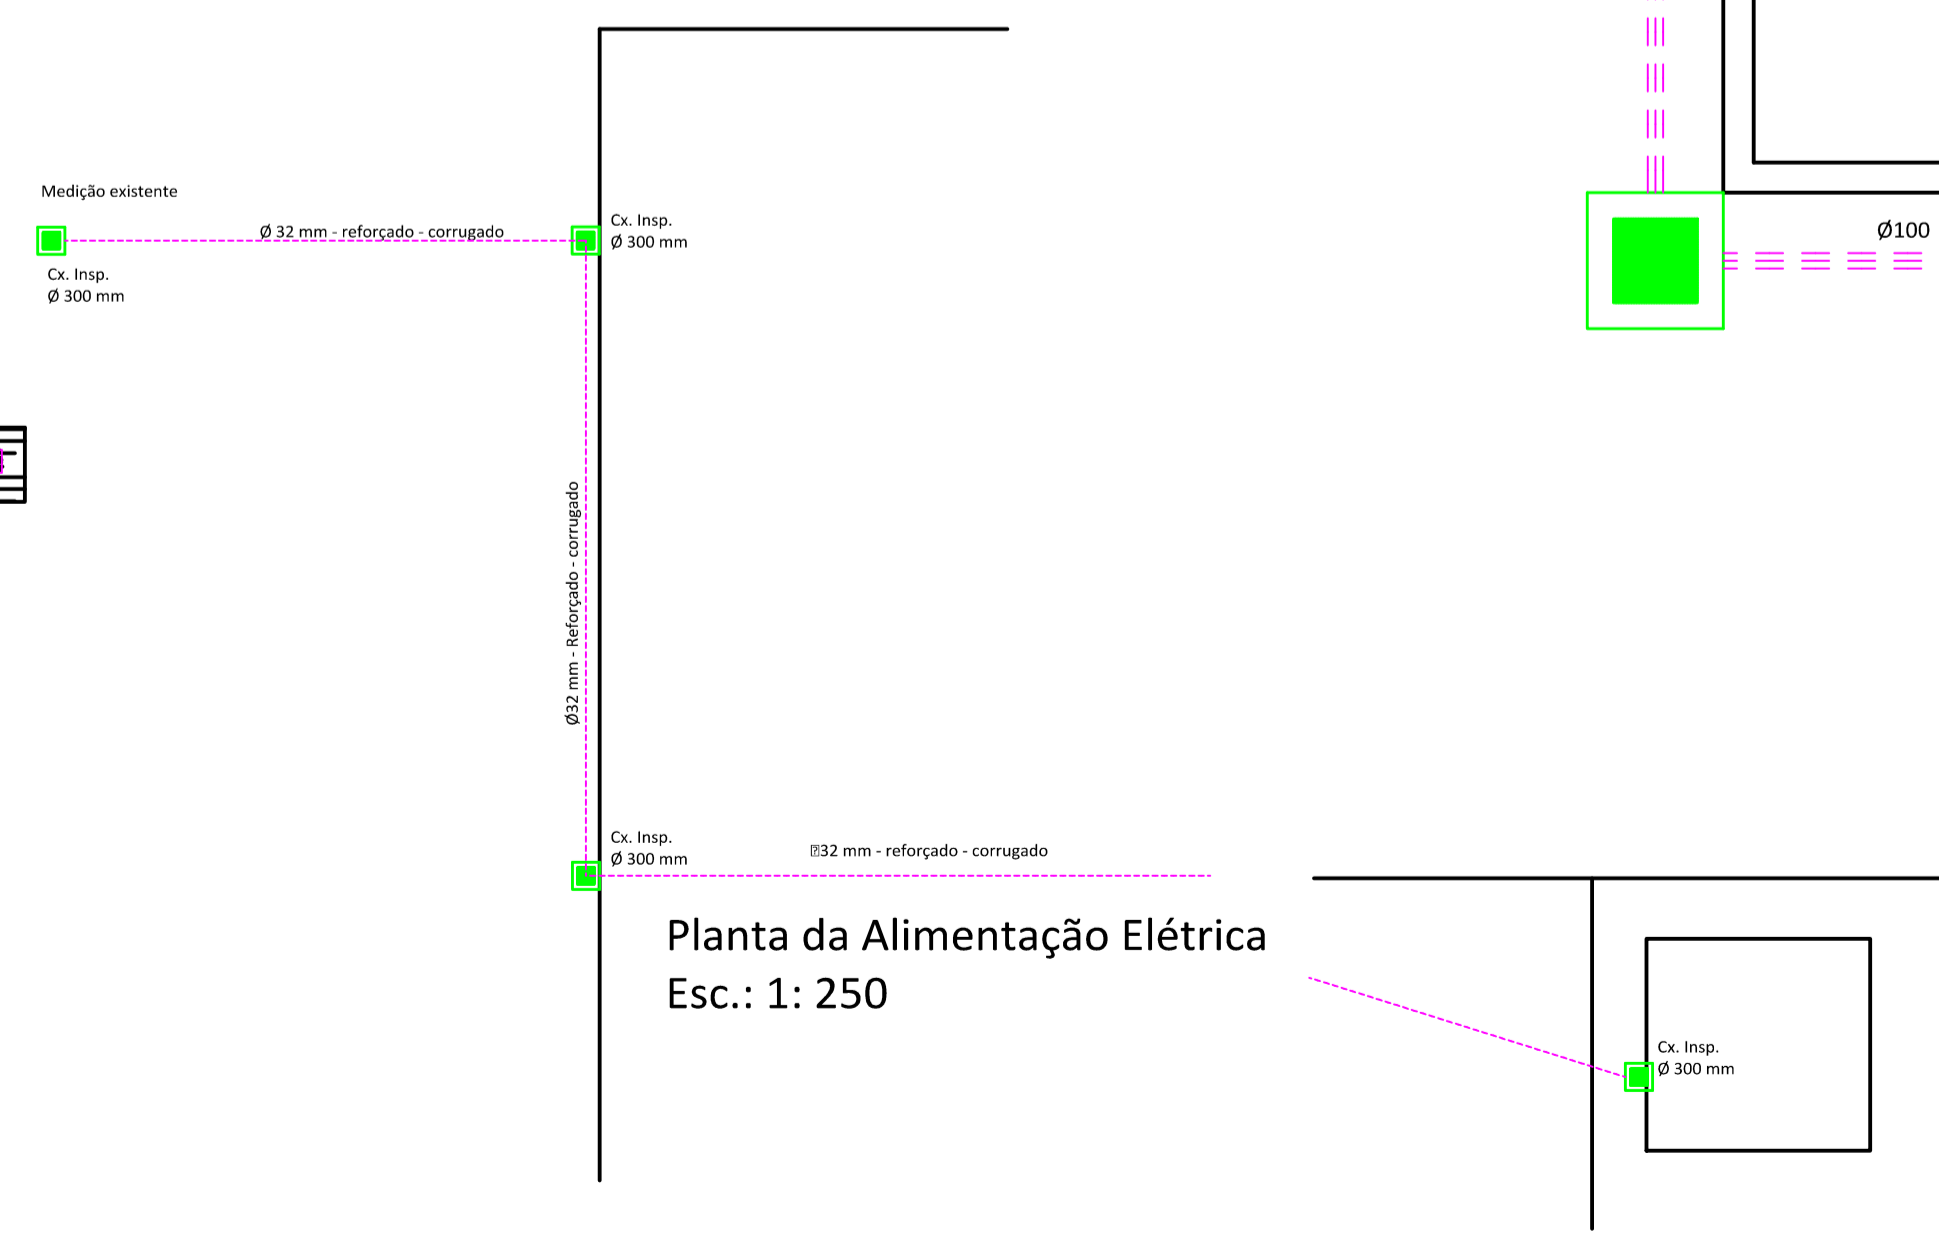 Medição existente
Ø 32 mm - reforçado - corrugado
Cx. Insp.
Ø 300 mm
Cx. Insp.
Ø 300 mm
Ø100
Ø32 mm - Reforçado - corrugado
Cx. Insp.
Ø 300 mm
32 mm - reforçado - corrugado
Planta da Alimentação Elétrica
Esc.: 1: 250
Cx. Insp.
Ø 300 mm